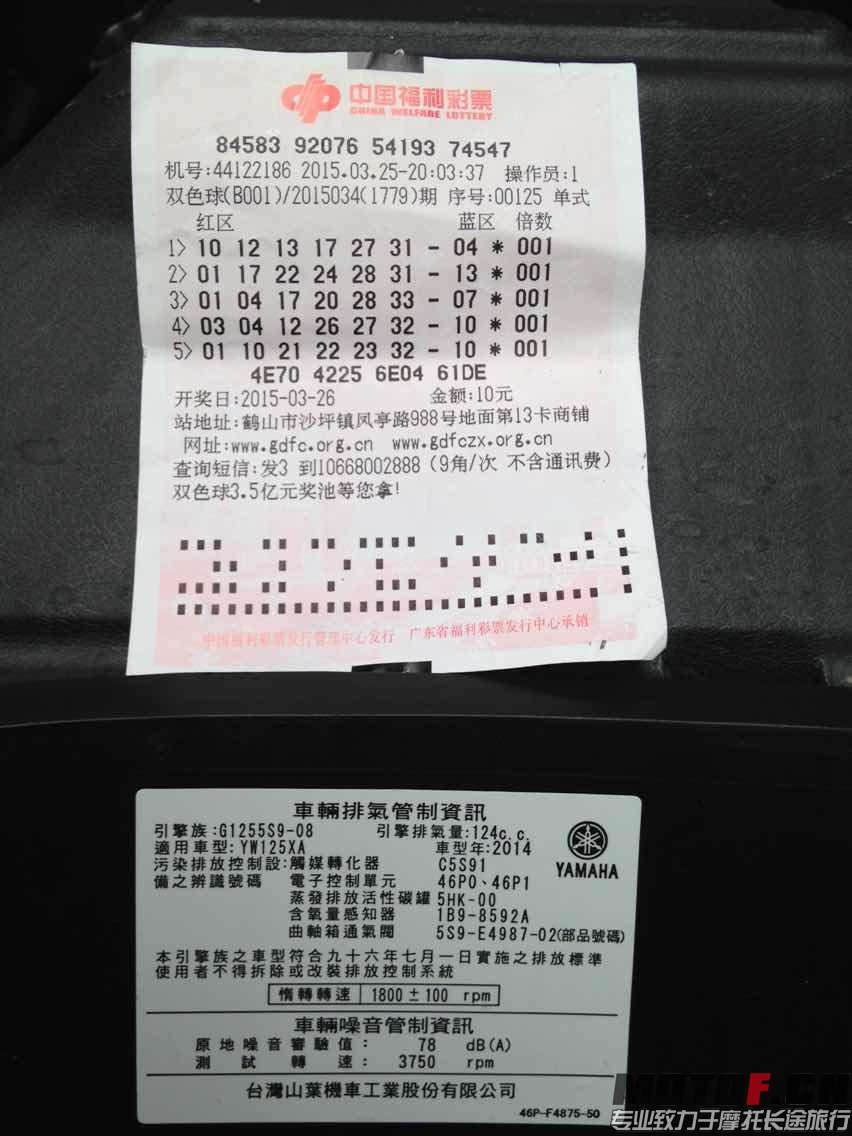 中国福利彩票
CHINA WELFARE LOTTERY
84583 92076 54193 74547
机号:44122186 2015.03.25-20:03:37 操作员:1
双色球(B001)/2015034(1779)期 序号:00125 单式
红区 蓝区 倍数
1> 10 12 13 17 27 31 - 04 * 001
2> 01 17 22 24 28 31 - 13 * 001
3> 01 04 17 20 28 33 - 07 * 001
4> 03 04 12 26 27 32 - 10 * 001
5> 01 10 21 22 23 32 - 10 * 001
4E70 4225 6E04 61DE
开奖日:2015-03-26 金额:10元
站地址:鹤山市沙坪镇凤亭路988号地面第13卡商铺
网址:www.gdfc.org.cn www.gdfczx.org.cn
查询短信:发3 到10668002888 (9角/次 不含通讯费)
双色球3.5亿元奖池等您拿!
中国福利彩票发行管理中心发行 广东省福利彩票发行中心承销
車輛排氣管制資訊
引擎族:G1255S9-08 引擎排氣量:124c.c.
適用車型:YW125XA 車型年:2014
YAMAHA
污染排放控制設:觸媒轉化器 C5S91
備之辨識號碼 電子控制單元 46P0、46P1
蒸發排放活性碳罐 5HK-00
含氧量感知器 1B9-8592A
曲軸箱通氣閥 5S9-E4987-02(部品號碼)
本引擎族之車型符合九十六年七月一日實施之排放標準
使用者不得拆除或改裝排放控制系統
惰轉轉速 1800±100 rpm
車輛噪音管制資訊
原地噪音審驗值: 78 dB(A)
測試轉速: 3750 rpm
台灣山葉機車工業股份有限公司
46P-F4875-50
MOTOF.CN
专业致力于摩托长途旅行